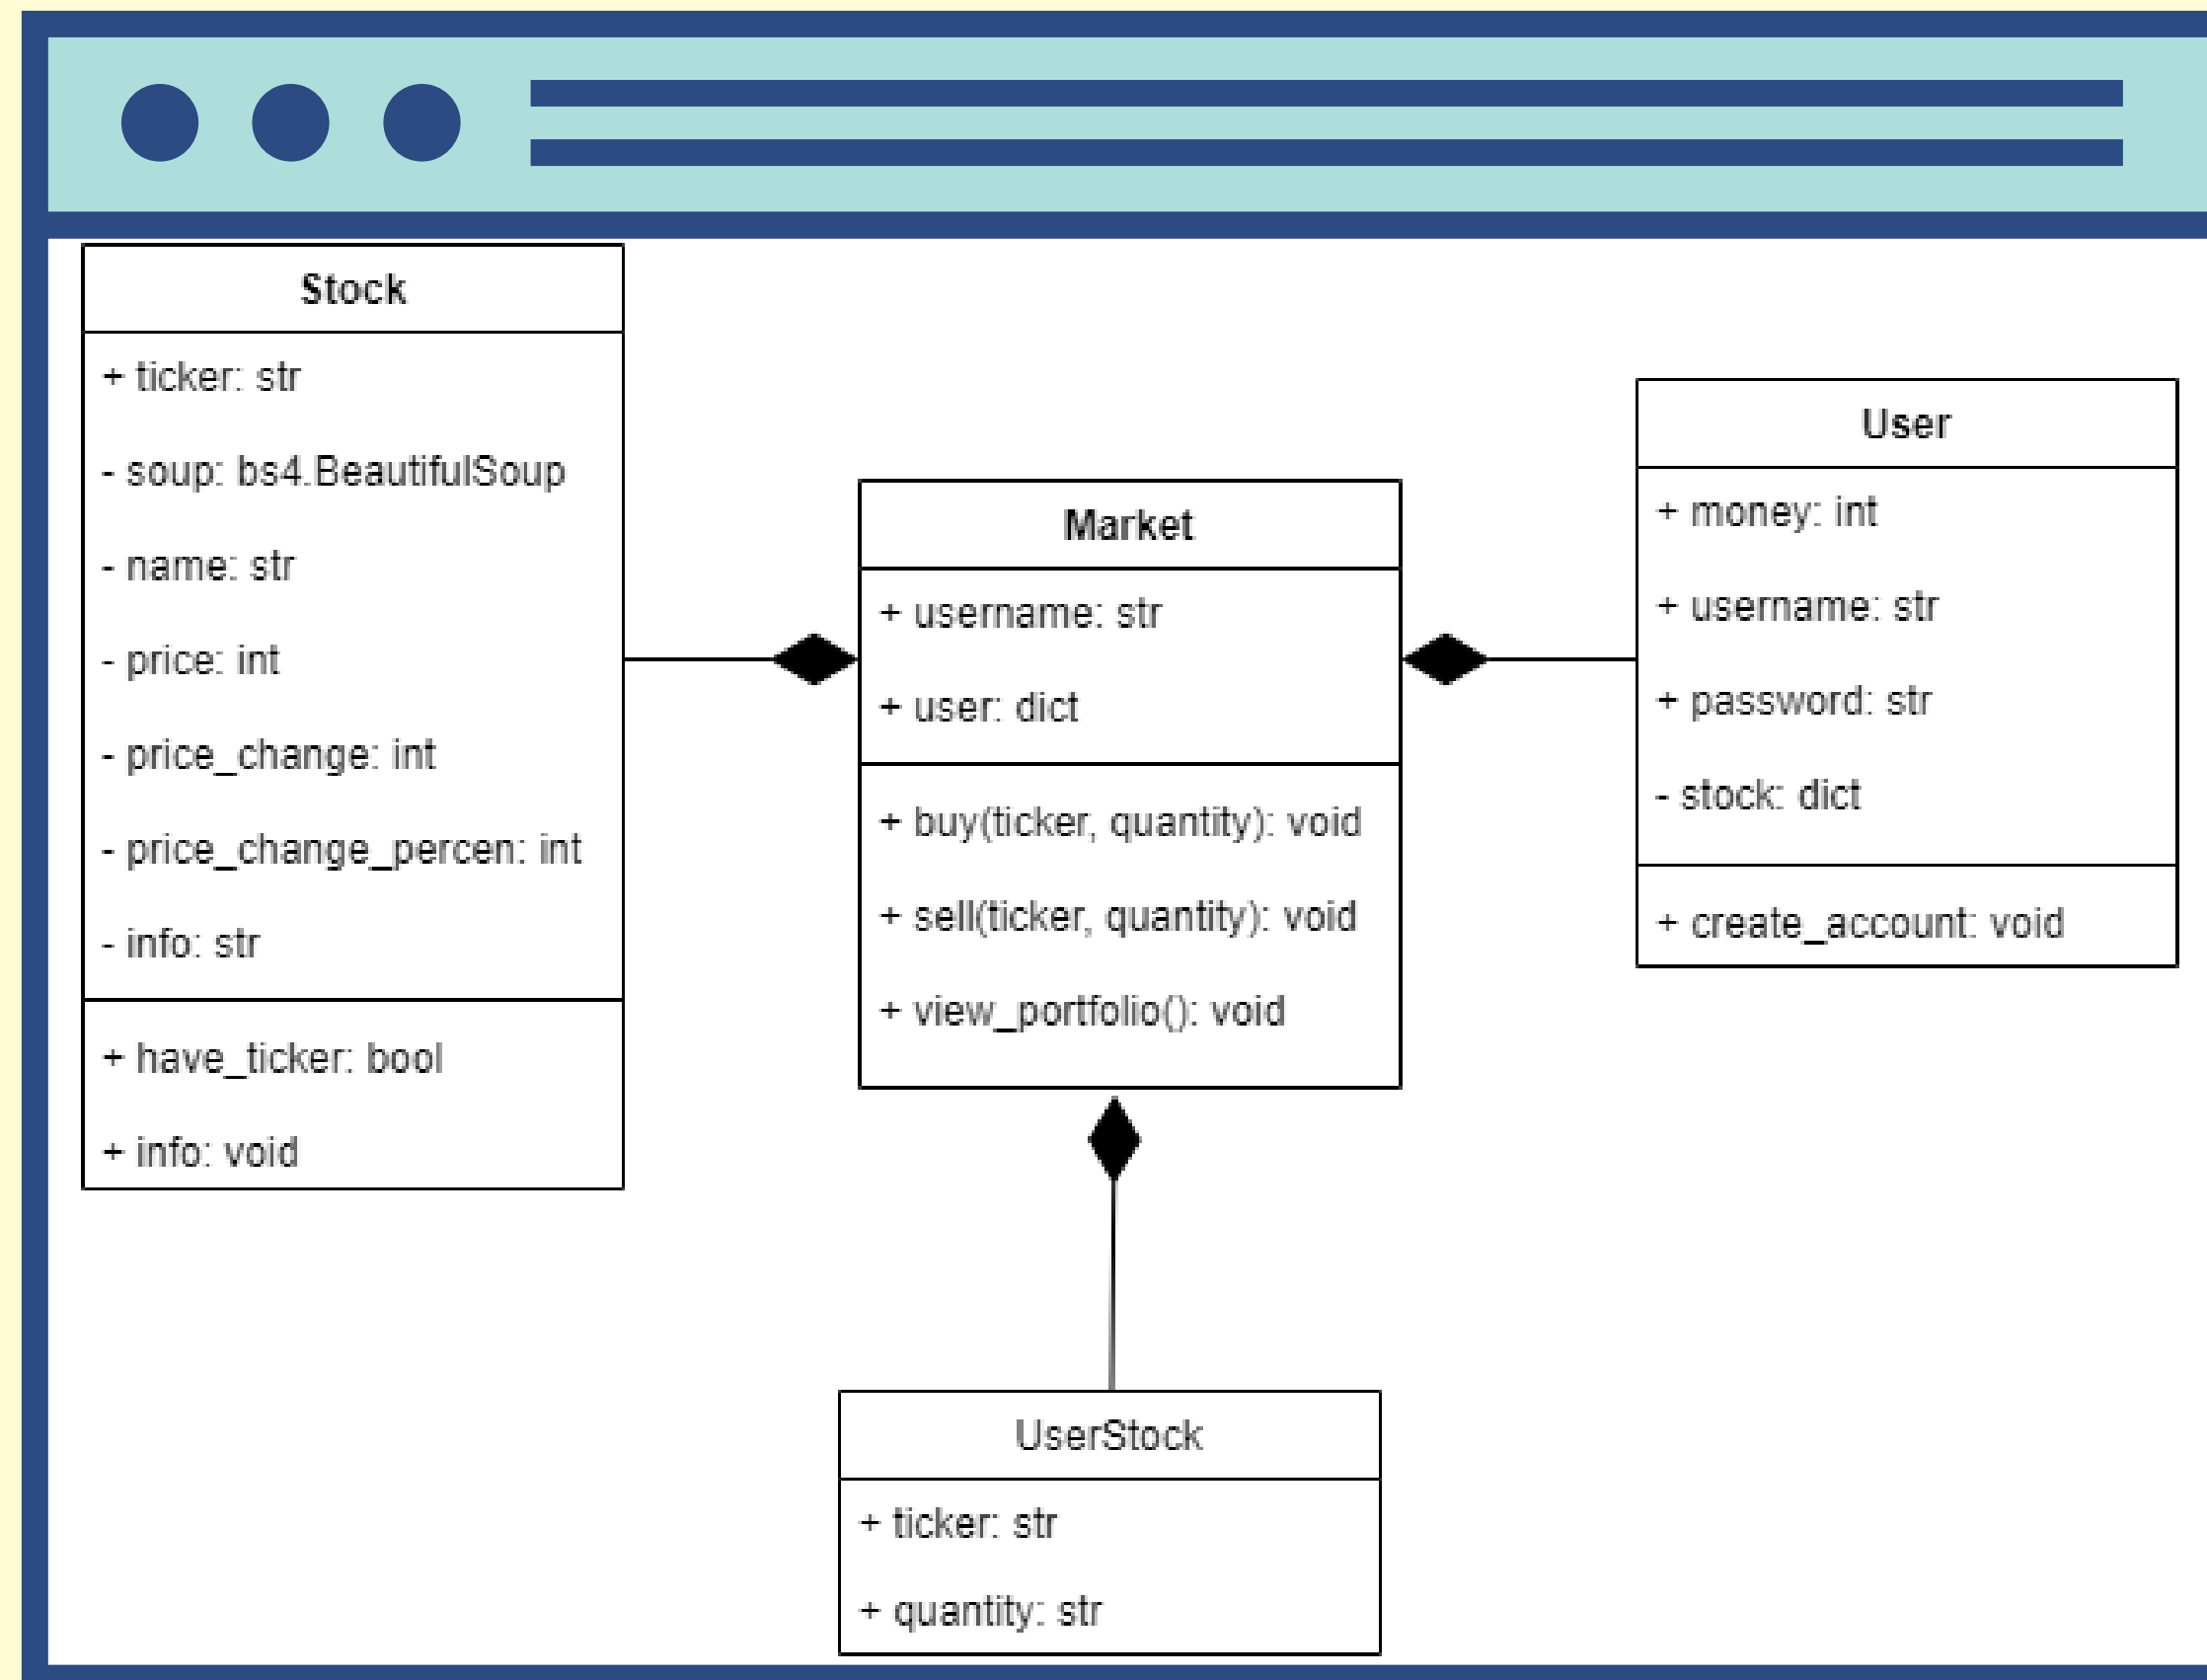 Stock
+ ticker: str
- soup: bs4.BeautifulSoup
- name: str
- price: int
- price_change: int
- price_change_percen: int
- info: str
+ have_ticker: bool
+ info: void
Market
+ username: str
+ user: dict
+ buy(ticker, quantity): void
+ sell(ticker, quantity): void
+ view_portfolio(): void
User
+ money: int
+ username: str
+ password: str
- stock: dict
+ create_account: void
UserStock
+ ticker: str
+ quantity: str